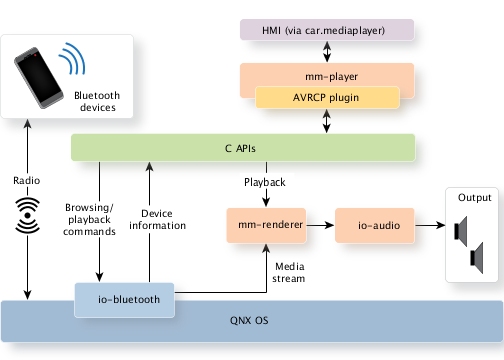 HMI (via car.mediaplayer)
mm-player
AVRCP plugin
Bluetooth
devices
C APIs
Radio
Browsing/
playback
commands
Device
information
Playback
mm-renderer
io-audio
Output
Media
stream
io-bluetooth
QNX OS